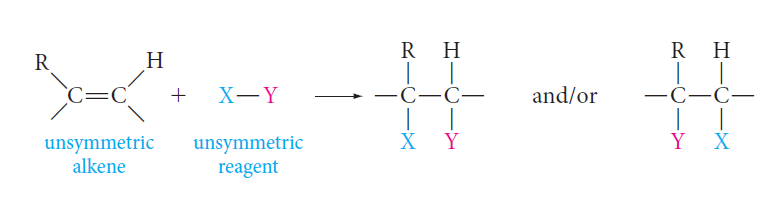 R H R H R H
C=C + X—Y → —C—C— and/or —C—C—
X Y Y X
unsymmetric unsymmetric
alkene reagent